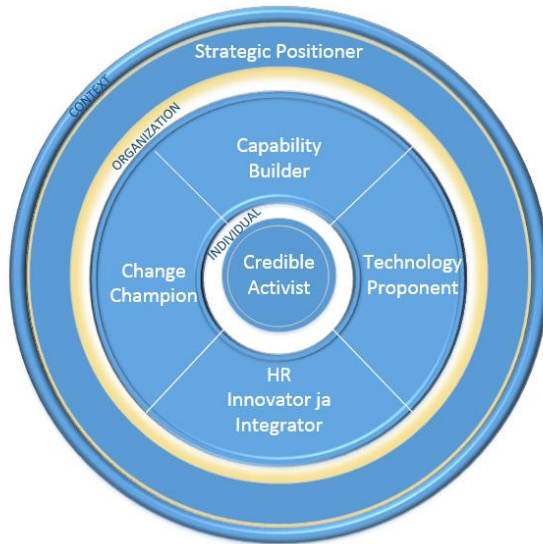 Strategic Positioner
CONTEXT
ORGANIZATION
Capability
Builder
INDIVIDUAL
Change
Champion
Credible
Activist
Technology
Proponent
HR
Innovator ja
Integrator